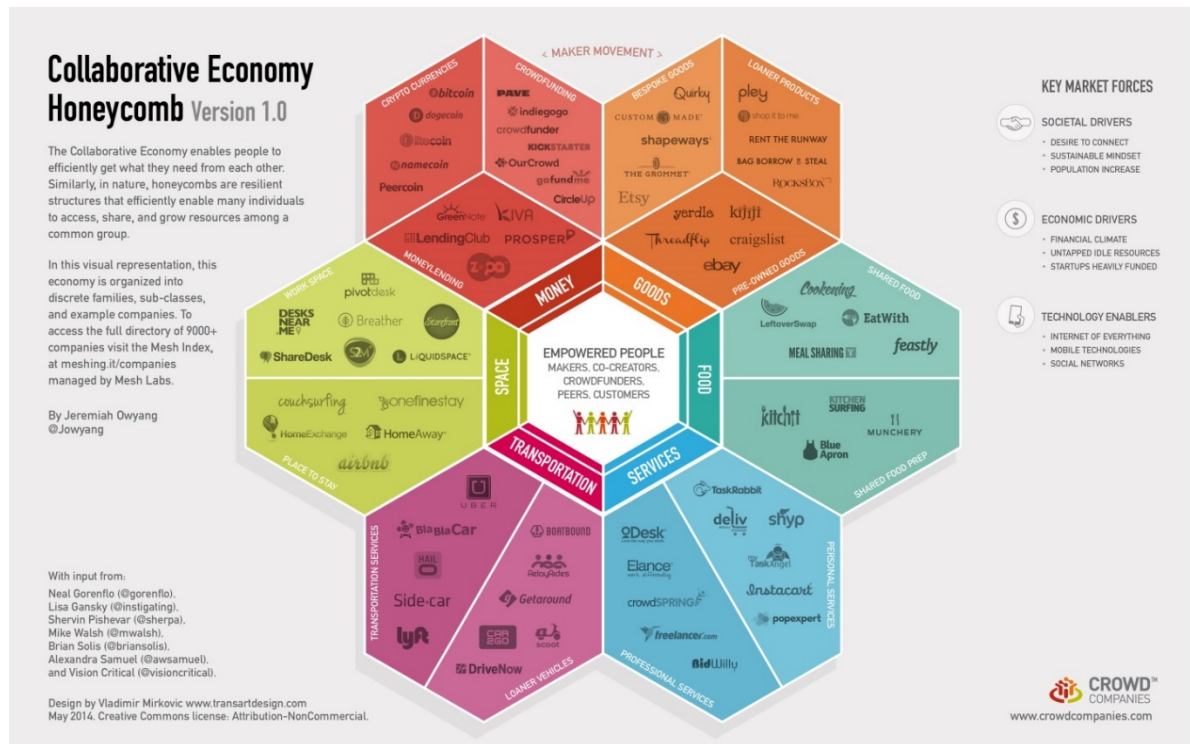 Collaborative Economy
Honeycomb Version 1.0
The Collaborative Economy enables people to
efficiently get what they need from each other.
Similarly, in nature, honeycombs are resilient
structures that efficiently enable many individuals
to access, share, and grow resources among a
common group.
In this visual representation, this
economy is organized into
discrete families, sub-classes,
and example companies. To
access the full directory of 9000+
companies visit the Mesh Index,
at meshing.it/companies
managed by Mesh Labs.
By Jeremiah Owyang
@Jowyang
With input from:
Neal Gorenflo (@gorenflo),
Lisa Gansky (@instigating),
Shervin Pishevar (@sherpa),
Mike Walsh (@mwalsh),
Brian Solis (@briansolis),
Alexandra Samuel (@awsamuel),
and Vision Critical (@visioncritical).
Design by Vladimir Mirkovic www.transartdesign.com
May 2014. Creative Commons license: Attribution-NonCommercial.
< MAKER MOVEMENT >
CRYPTO CURRENCIES
bitcoin
dogecoin
litecoin
namecoin
Peercoin
CROWDFUNDING
PAVE
indiegogo
crowdfunder
KICKSTARTER
OurCrowd
gofundme
CircleUp
MONEYLENDING
GreenNote
KIVA
LendingClub
PROSPER
zopa
MONEY
BESPOKE GOODS
Quirky
CUSTOM MADE
shapeways
THE GROMMET
Etsy
LOANER PRODUCTS
pley
shop it to me
RENT THE RUNWAY
BAG BORROW OR STEAL
ROCKSBOX
PRE-OWNED GOODS
yerdle
kijiji
Threadflip
craigslist
ebay
GOODS
WORK SPACE
pivotdesk
DESKS
NEAR
.ME
Breather
Storefront
ShareDesk
S2M
LIQUIDSPACE
PLACE TO STAY
couchsurfing
onefinestay
HomeExchange
HomeAway
airbnb
SPACE
EMPOWERED PEOPLE
MAKERS, CO-CREATORS,
CROWDFUNDERS,
PEERS, CUSTOMERS
SHARED FOOD
Cookening
LeftoverSwap
EatWith
MEAL SHARING
feastly
SHARED FOOD PREP
kitchit
KITCHEN
SURFING
MUNCHERY
Blue
Apron
FOOD
TRANSPORTATION
TRANSPORTATION SERVICES
UBER
BlaBlaCar
HAIL
O
Side-car
lyft
LOANER VEHICLES
BOATBOUND
RelayRides
Getaround
CAR
2GO
scoot
DriveNow
SERVICES
PROFESSIONAL SERVICES
oDesk
Elance
crowdSPRING
freelancer.com
BidWilly
PERSONAL SERVICES
TaskRabbit
deliv
shyp
my
TaskAngel
Instacart
popexpert
KEY MARKET FORCES
SOCIETAL DRIVERS
• DESIRE TO CONNECT
• SUSTAINABLE MINDSET
• POPULATION INCREASE
$
ECONOMIC DRIVERS
• FINANCIAL CLIMATE
• UNTAPPED IDLE RESOURCES
• STARTUPS HEAVILY FUNDED
TECHNOLOGY ENABLERS
• INTERNET OF EVERYTHING
• MOBILE TECHNOLOGIES
• SOCIAL NETWORKS
CROWD™
COMPANIES
www.crowdcompanies.com